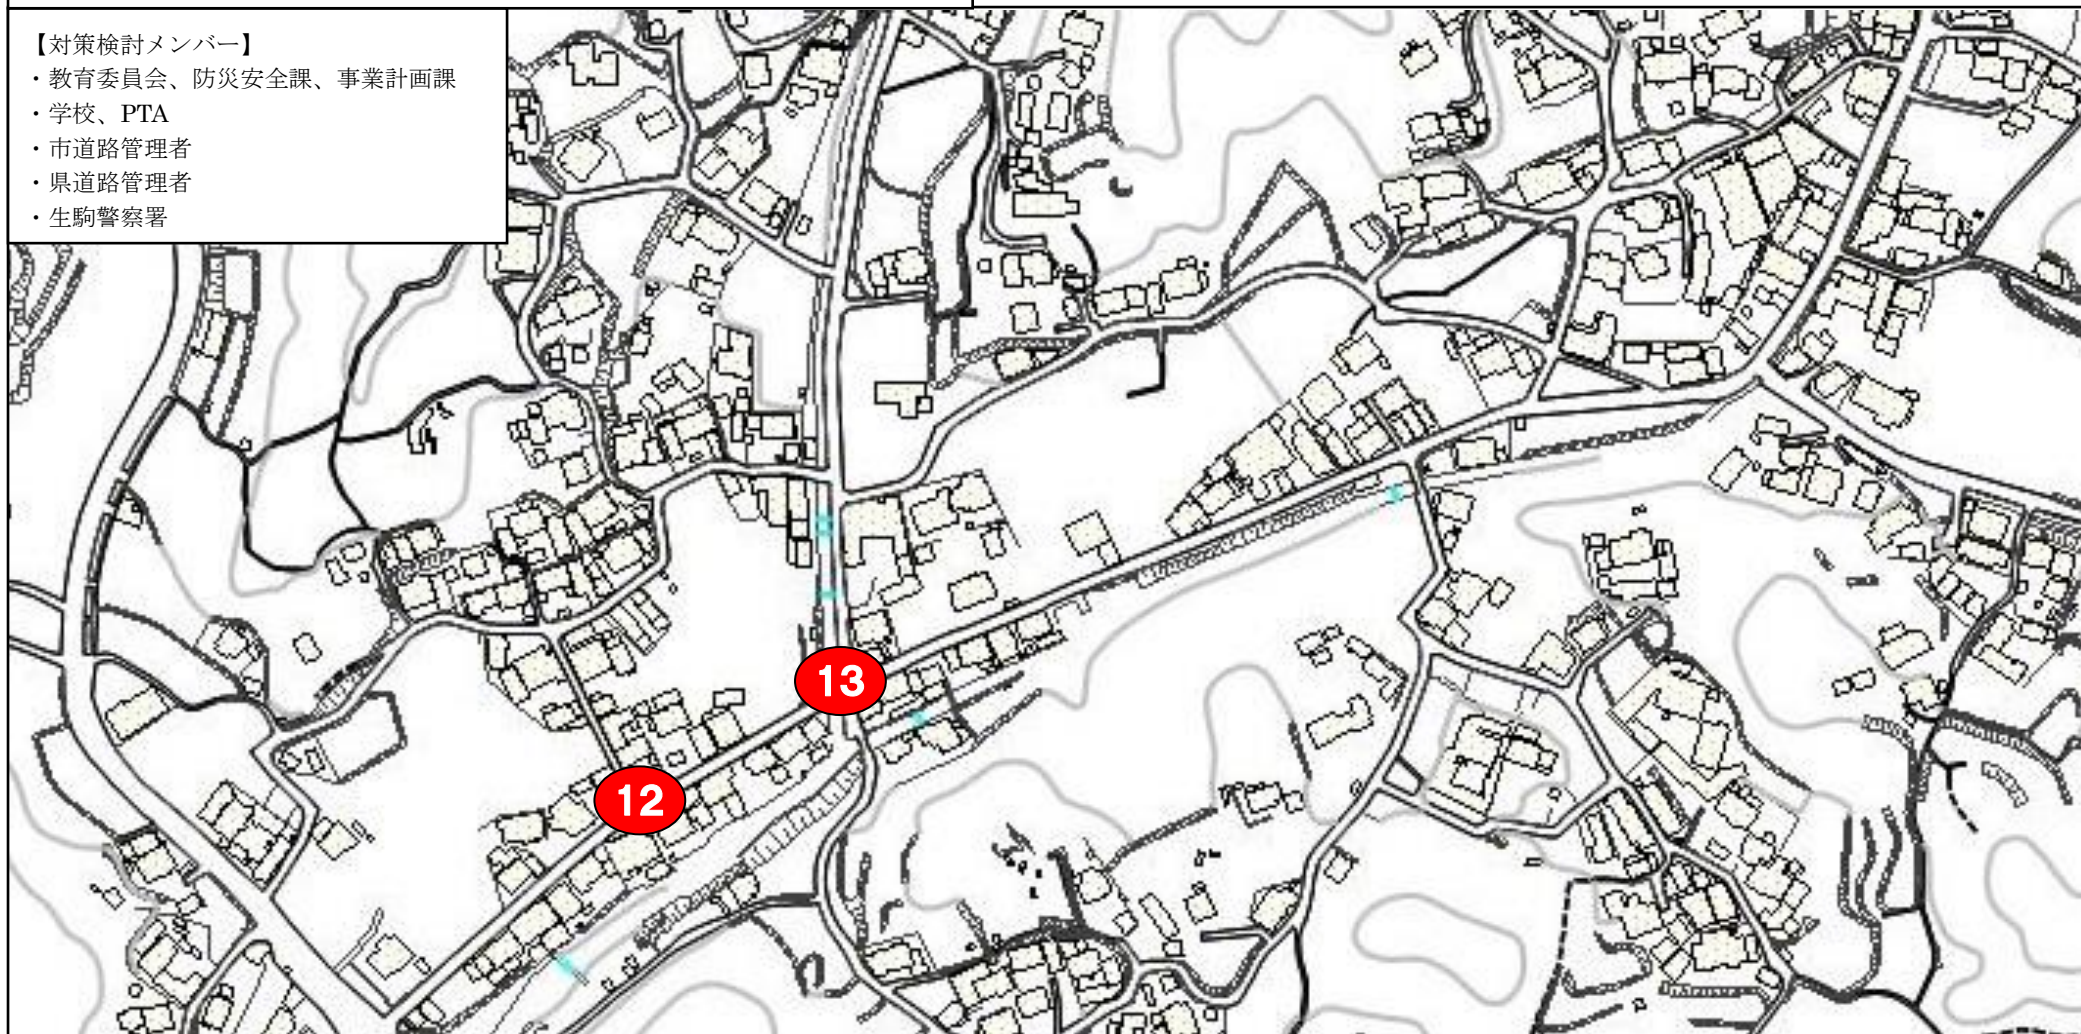 【対策検討メンバー】
・教育委員会、防災安全課、事業計画課
・学校、PTA
・市道路管理者
・県道路管理者
・生駒警察署
13
12